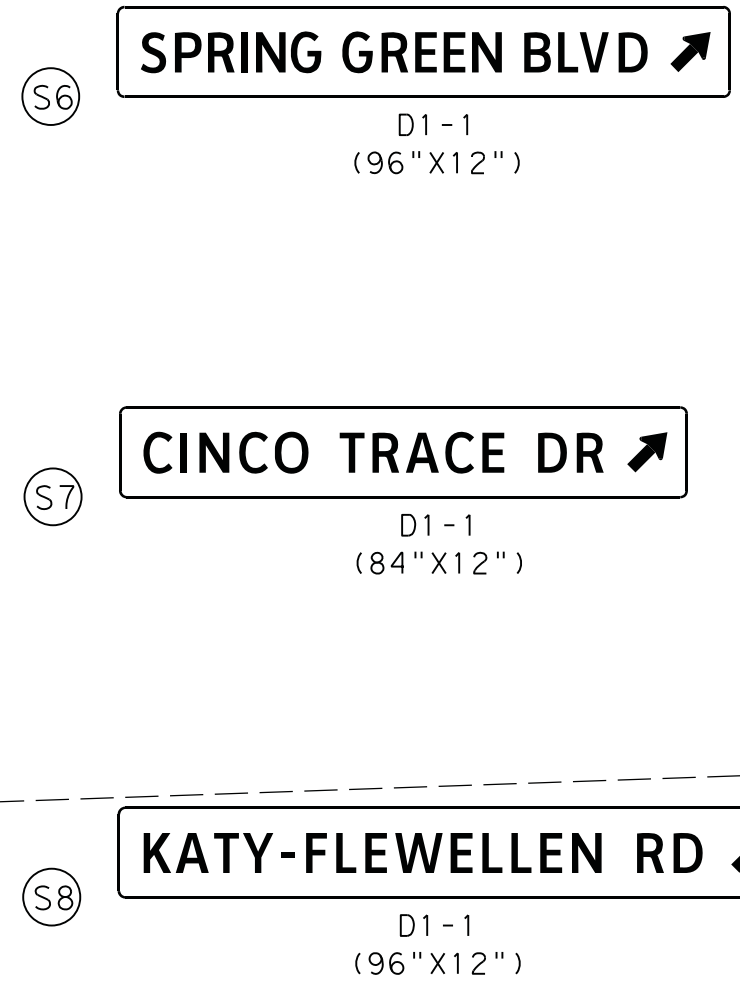 S6
SPRING GREEN BLVD
D1-1
(96"X12")
S7
CINCO TRACE DR
D1-1
(84"X12")
S8
KATY-FLEWELLEN RD
D1-1
(96"X12")